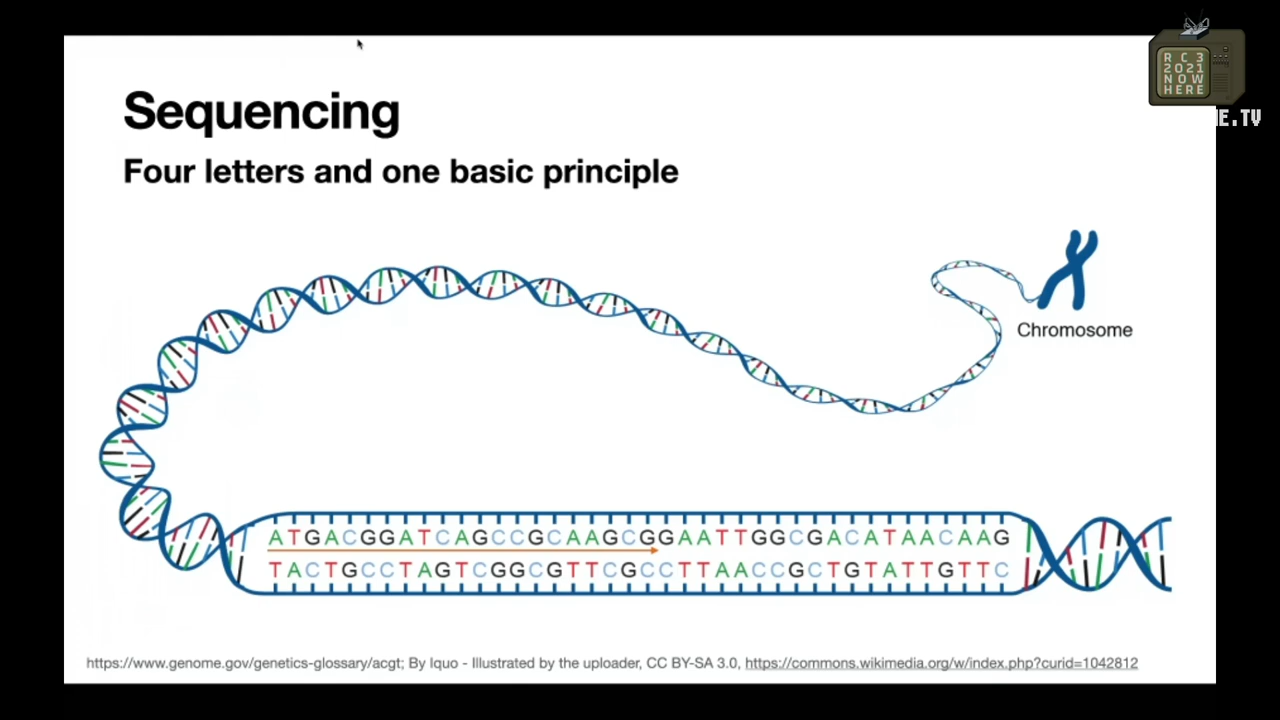 Sequencing
Four letters and one basic principle
R C 3
2021
NOW
HERE
E.TV
Chromosome
ATGACGGATCAGCCGCAAGCGGAATTGGCGACATAACAAG
TACTGCCTAGTCGGCGTTCGCCTTAACCGCTGTATTGTTC
https://www.genome.gov/genetics-glossary/acgt; By Iquo - Illustrated by the uploader, CC BY-SA 3.0, https://commons.wikimedia.org/w/index.php?curid=1042812